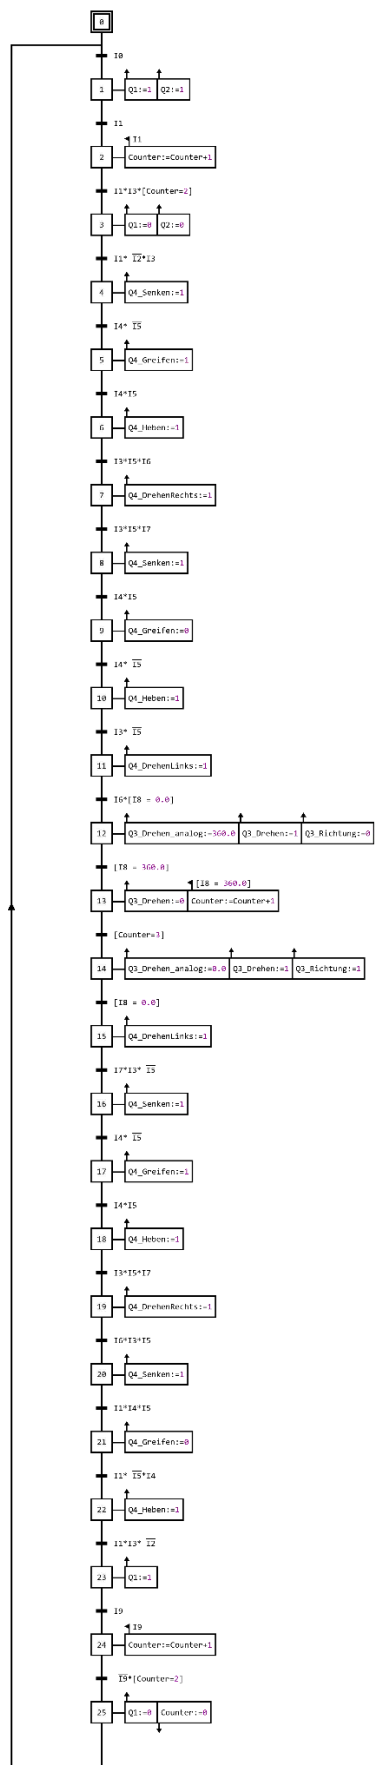 0
I0
1 Q1:=1 Q2:=1
I1
I1
2 Counter:=Counter+1
I1*I3*[Counter=2]
3 Q1:=0 Q2:=0
I1* I2*I3
4 Q4_Senken:=1
I4* I5
5 Q4_Greifen:=1
I4*I5
6 Q4_Heben:=1
I3*I5*I6
7 Q4_DrehenRechts:=1
I3*I5*I7
8 Q4_Senken:=1
I4*I5
9 Q4_Greifen:=0
I4* I5
10 Q4_Heben:=1
I3* I5
11 Q4_DrehenLinks:=1
I6*[I8 = 0.0]
12 Q3_Drehen_analog:=360.0 Q3_Drehen:=1 Q3_Richtung:=0
[I8 = 360.0]
[I8 = 360.0]
13 Q3_Drehen:=0 Counter:=Counter+1
[Counter=3]
14 Q3_Drehen_analog:=0.0 Q3_Drehen:=1 Q3_Richtung:=1
[I8 = 0.0]
15 Q4_DrehenLinks:=1
I7*I3* I5
16 Q4_Senken:=1
I4* I5
17 Q4_Greifen:=1
I4*I5
18 Q4_Heben:=1
I3*I5*I7
19 Q4_DrehenRechts:=1
I6*I3*I5
20 Q4_Senken:=1
I1*I4*I5
21 Q4_Greifen:=0
I1* I5*I4
22 Q4_Heben:=1
I1*I3* I2
23 Q1:=1
I9
I9
24 Counter:=Counter+1
I9*[Counter=2]
25 Q1:=0 Counter:=0